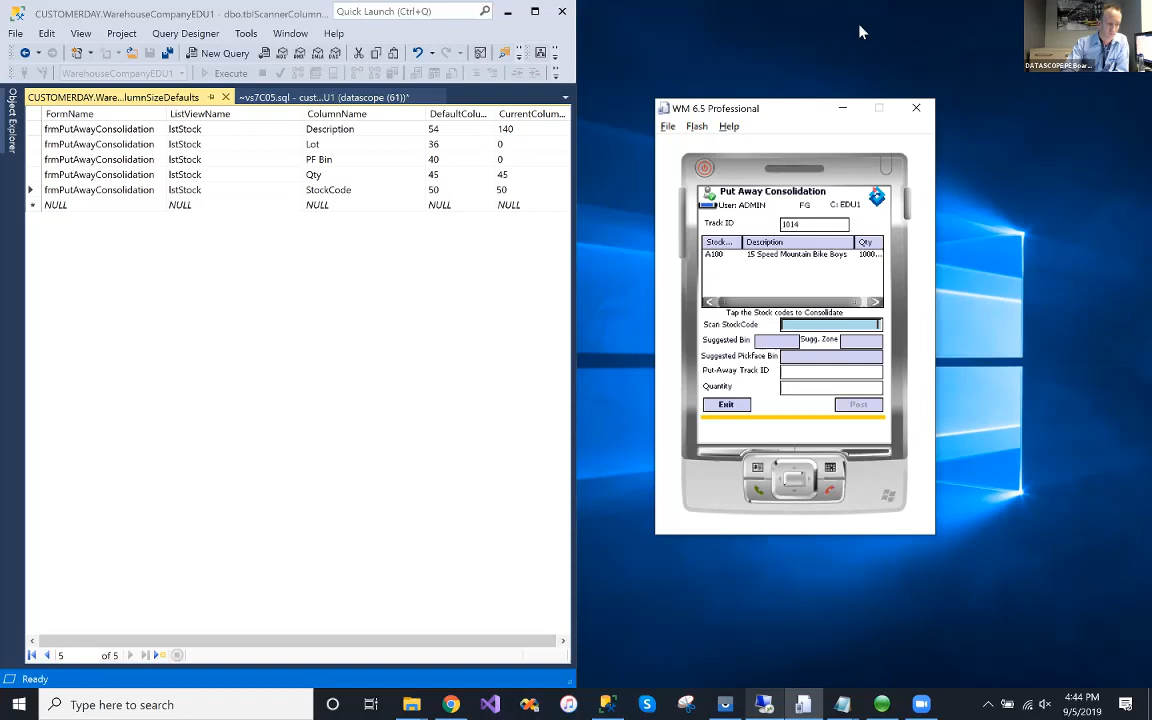 CUSTOMERDAY.WarehouseCompanyEDU1 - dbo.tblScannerColumn...
Quick Launch (Ctrl+Q)
File Edit View Project Query Designer Tools Window Help
New Query
WarehouseCompanyEDU1 Execute
CUSTOMERDAY.Ware...lumnSizeDefaults
~vs7C05.sql - cust...U1 (datascope (61))*
Object Explorer
FormName ListViewName ColumnName DefaultColu... CurrentColum...
frmPutAwayConsolidation lstStock Description 54 140
frmPutAwayConsolidation lstStock Lot 36 0
frmPutAwayConsolidation lstStock PF Bin 40 0
frmPutAwayConsolidation lstStock Qty 45 45
frmPutAwayConsolidation lstStock StockCode 50 50
NULL NULL NULL NULL NULL
5 of 5
Ready
WM 6.5 Professional
File Flash Help
Put Away Consolidation
User: ADMIN FG C: EDU1
Track ID 1014
Stock... Description Qty
A100 15 Speed Mountain Bike Boys 1000...
Tap the Stock codes to Consolidate
Scan StockCode
Suggested Bin Sugg. Zone
Suggested Pickface Bin
Put-Away Track ID
Quantity
Exit Post
DATASCOPEPE Boar...
Type here to search
4:44 PM
9/5/2019